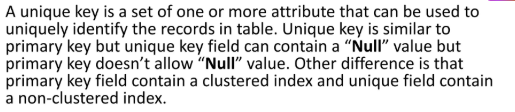 A unique key is a set of one or more attribute that can be used to
uniquely identify the records in table. Unique key is similar to
primary key but unique key field can contain a “Null” value but
primary key doesn’t allow “Null” value. Other difference is that
primary key field contain a clustered index and unique field contain
a non-clustered index.